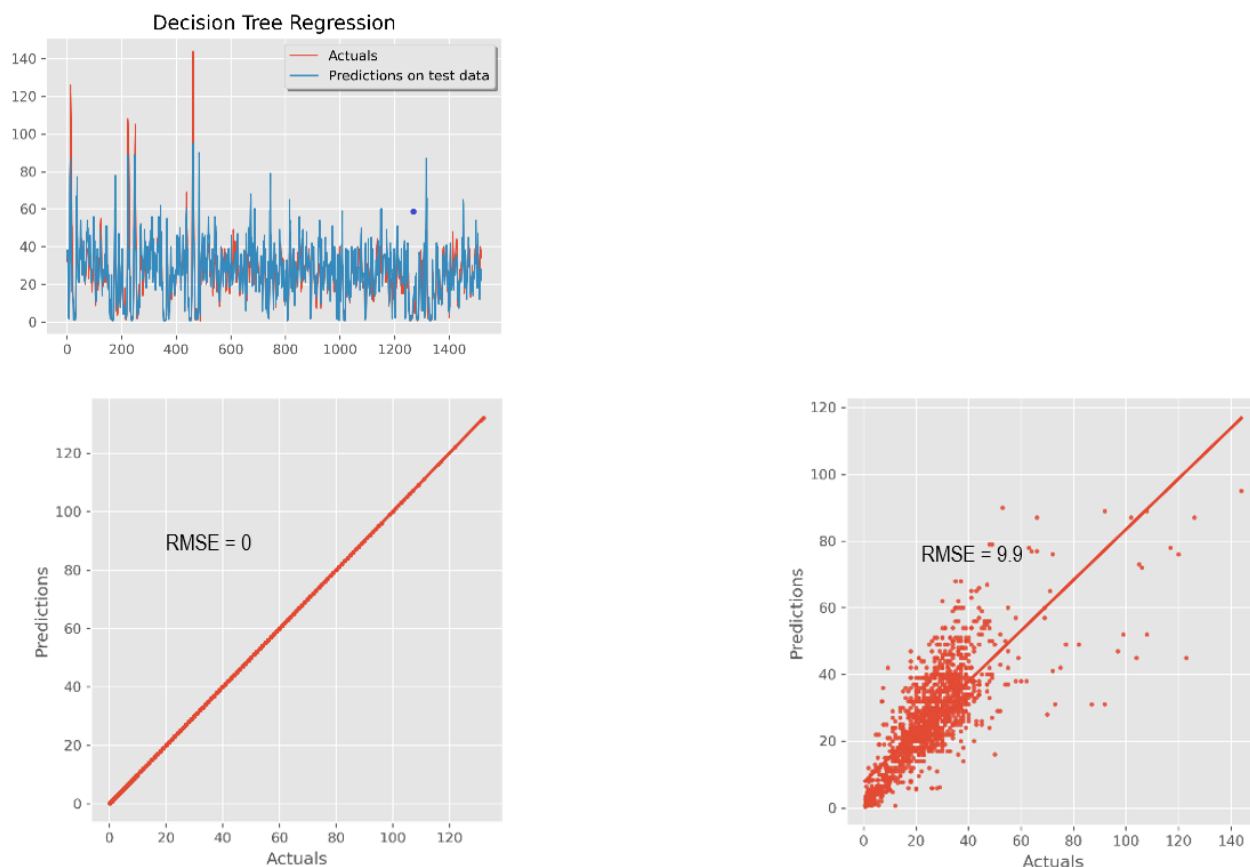 Decision Tree Regression
Actuals
Predictions on test data
140
120
100
80
60
40
20
0
0 200 400 600 800 1000 1200 1400
120
100
80
60
40
20
0
RMSE = 0
Predictions
0 20 40 60 80 100 120
Actuals
120
100
80
60
40
20
0
RMSE = 9.9
Predictions
0 20 40 60 80 100 120 140
Actuals